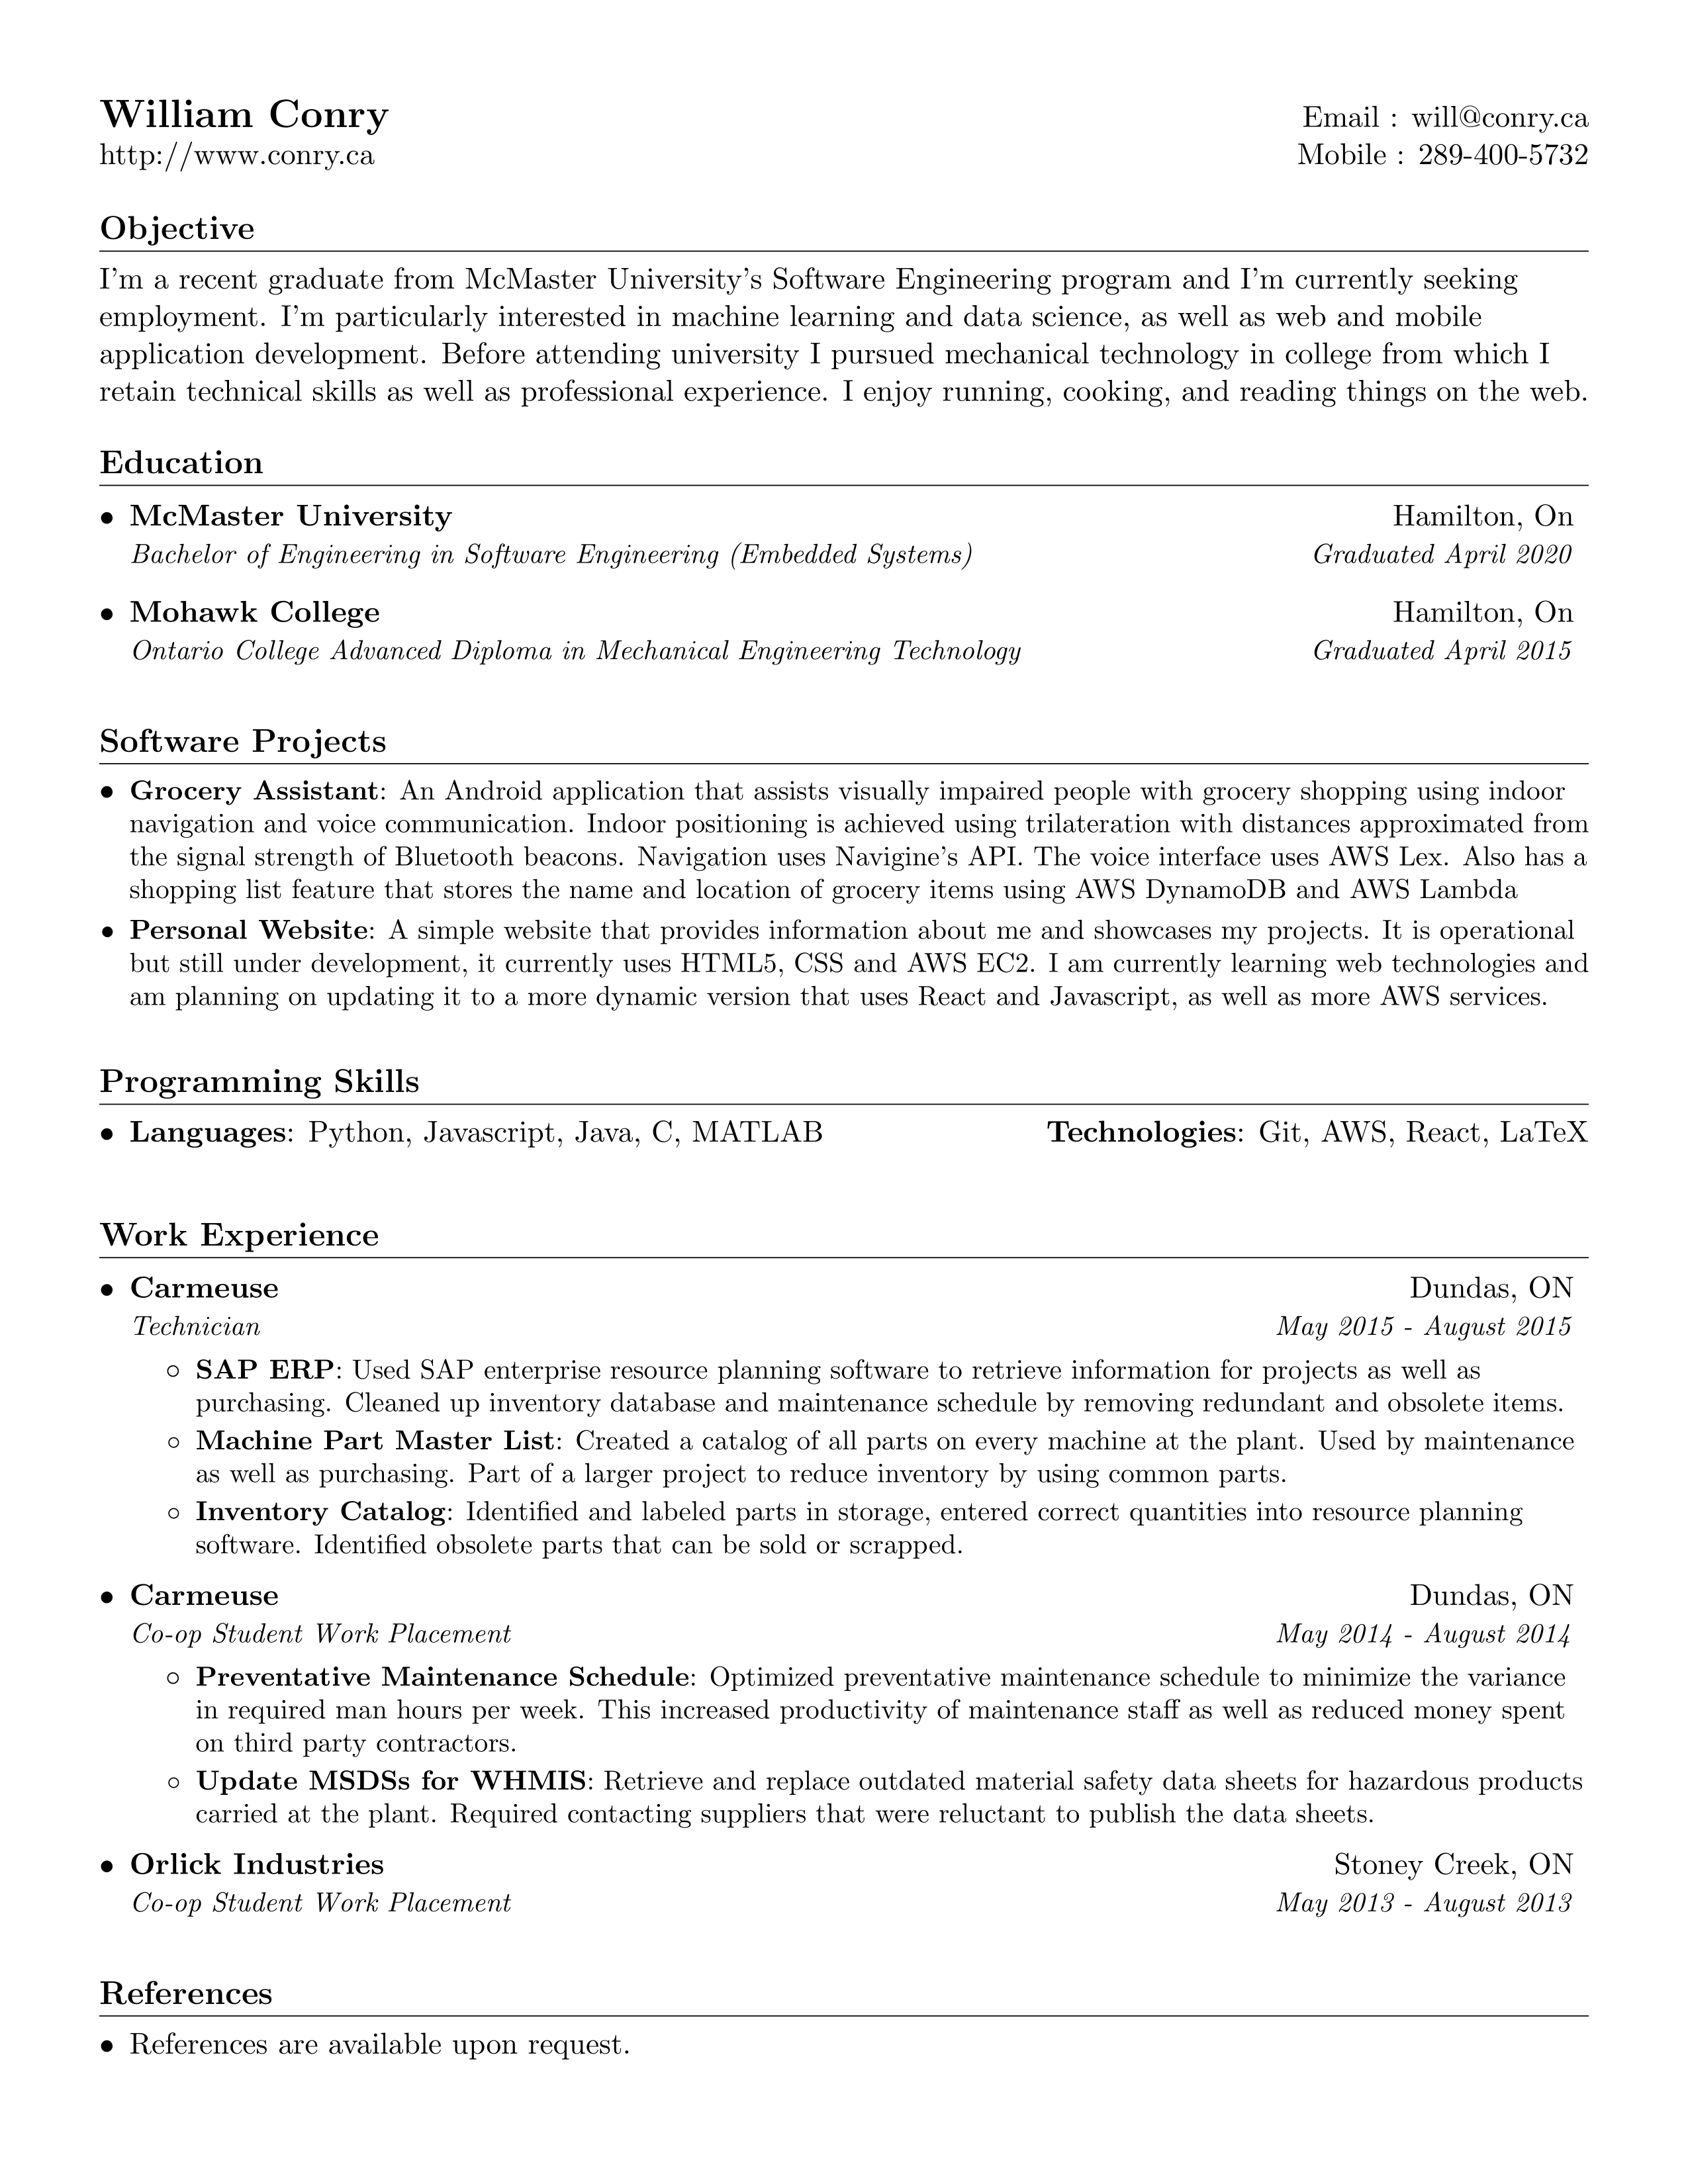 William Conry
Email : will@conry.ca
http://www.conry.ca
Mobile : 289-400-5732
Objective
I'm a recent graduate from McMaster University's Software Engineering program and I'm currently seeking
employment. I'm particularly interested in machine learning and data science, as well as web and mobile
application development. Before attending university I pursued mechanical technology in college from which I
retain technical skills as well as professional experience. I enjoy running, cooking, and reading things on the web.
Education
• McMaster University
Hamilton, On
Bachelor of Engineering in Software Engineering (Embedded Systems)
Graduated April 2020
• Mohawk College
Hamilton, On
Ontario College Advanced Diploma in Mechanical Engineering Technology
Graduated April 2015
Software Projects
• Grocery Assistant: An Android application that assists visually impaired people with grocery shopping using indoor
navigation and voice communication. Indoor positioning is achieved using trilateration with distances approximated from
the signal strength of Bluetooth beacons. Navigation uses Navigine's API. The voice interface uses AWS Lex. Also has a
shopping list feature that stores the name and location of grocery items using AWS DynamoDB and AWS Lambda
• Personal Website: A simple website that provides information about me and showcases my projects. It is operational
but still under development, it currently uses HTML5, CSS and AWS EC2. I am currently learning web technologies and
am planning on updating it to a more dynamic version that uses React and Javascript, as well as more AWS services.
Programming Skills
• Languages: Python, Javascript, Java, C, MATLAB
Technologies: Git, AWS, React, LaTeX
Work Experience
• Carmeuse
Dundas, ON
Technician
May 2015 - August 2015
◦ SAP ERP: Used SAP enterprise resource planning software to retrieve information for projects as well as
purchasing. Cleaned up inventory database and maintenance schedule by removing redundant and obsolete items.
◦ Machine Part Master List: Created a catalog of all parts on every machine at the plant. Used by maintenance
as well as purchasing. Part of a larger project to reduce inventory by using common parts.
◦ Inventory Catalog: Identified and labeled parts in storage, entered correct quantities into resource planning
software. Identified obsolete parts that can be sold or scrapped.
• Carmeuse
Dundas, ON
Co-op Student Work Placement
May 2014 - August 2014
◦ Preventative Maintenance Schedule: Optimized preventative maintenance schedule to minimize the variance
in required man hours per week. This increased productivity of maintenance staff as well as reduced money spent
on third party contractors.
◦ Update MSDSs for WHMIS: Retrieve and replace outdated material safety data sheets for hazardous products
carried at the plant. Required contacting suppliers that were reluctant to publish the data sheets.
• Orlick Industries
Stoney Creek, ON
Co-op Student Work Placement
May 2013 - August 2013
References
• References are available upon request.